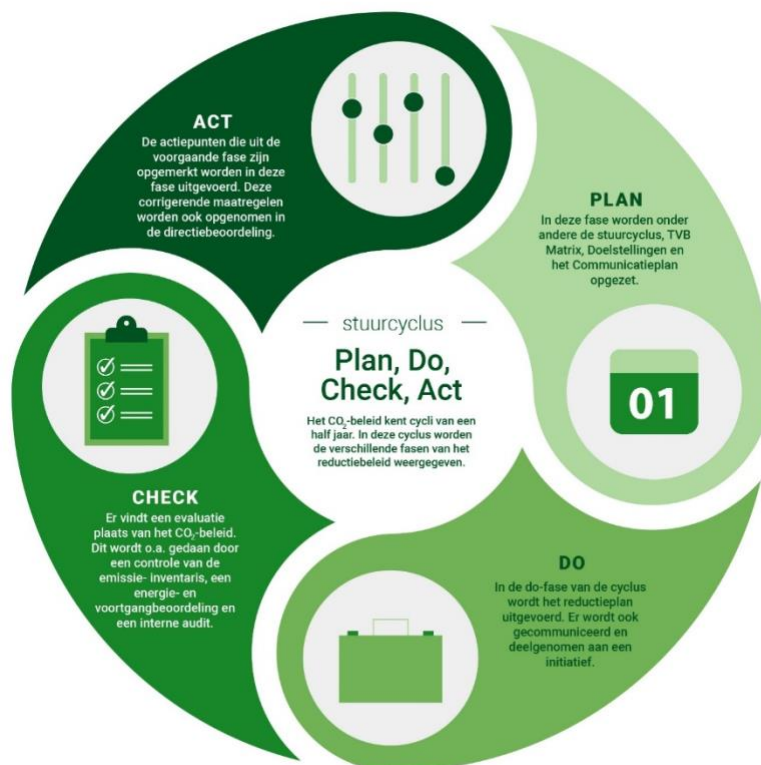 ACT
De actiepunten die uit de
voorgaande fase zijn
opgemerkt worden in deze
fase uitgevoerd. Deze
corrigerende maatregelen
worden ook opgenomen in
de directiebeoordeling.
PLAN
In deze fase worden onder
andere de stuurcyclus, TVB
Matrix, Doelstellingen en
het Communicatieplan
opgezet.
01
stuurcyclus
Plan, Do,
Check, Act
Het CO₂-beleid kent cycli van een
half jaar. In deze cyclus worden
de verschillende fasen van het
reductiebeleid weergegeven.
CHECK
Er vindt een evaluatie
plaats van het CO₂-beleid.
Dit wordt o.a. gedaan door
een controle van de
emissie- inventaris, een
energie- en
voortgangbeoordeling en
een interne audit.
DO
In de do-fase van de cyclus
wordt het reductieplan
uitgevoerd. Er wordt ook
gecommuniceerd en
deelgenomen aan een
initiatief.